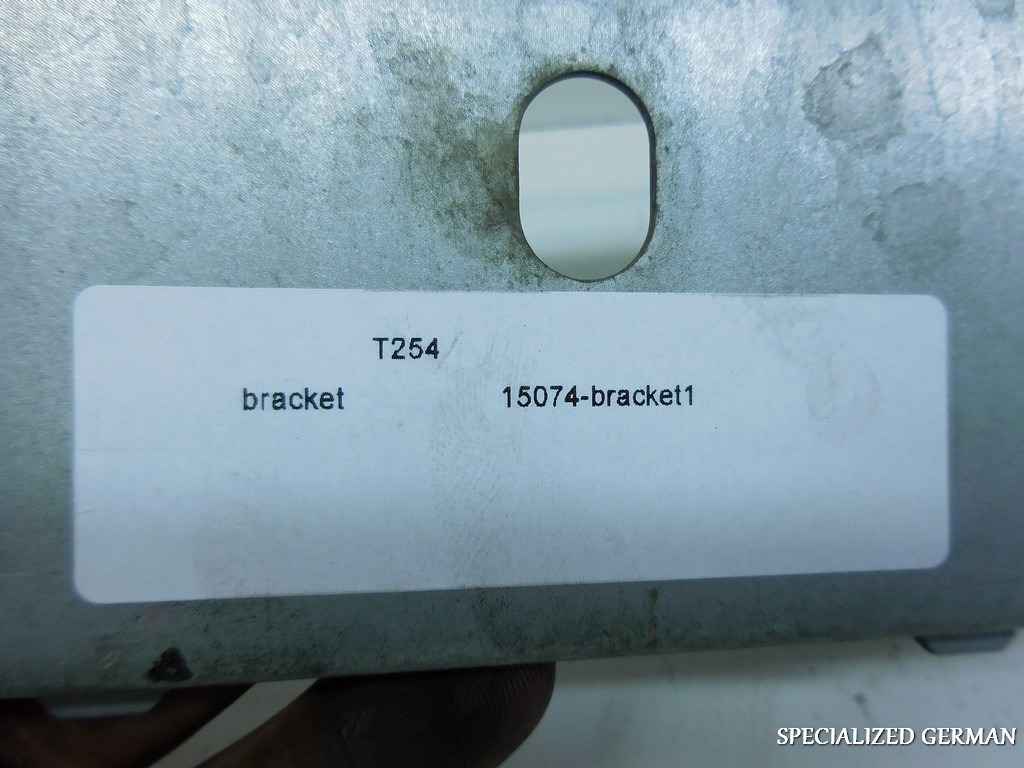 T254
bracket 15074-bracket1
SPECIALIZED GERMAN